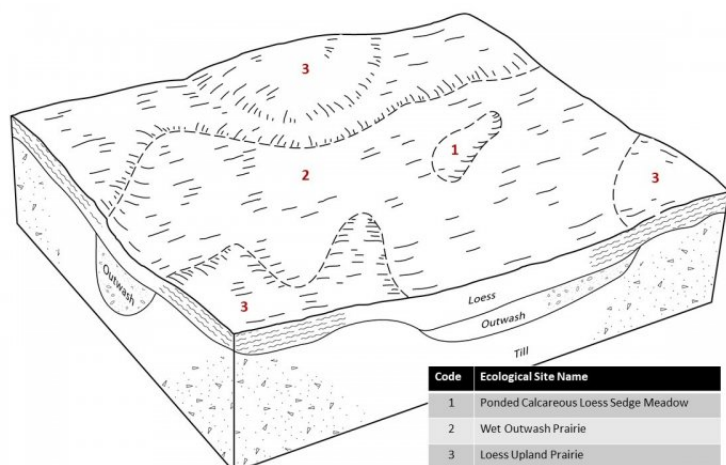 3
1
2
3
Outwash
3
Loess
Outwash
Till
Code Ecological Site Name
1 Ponded Calcareous Loess Sedge Meadow
2 Wet Outwash Prairie
3 Loess Upland Prairie